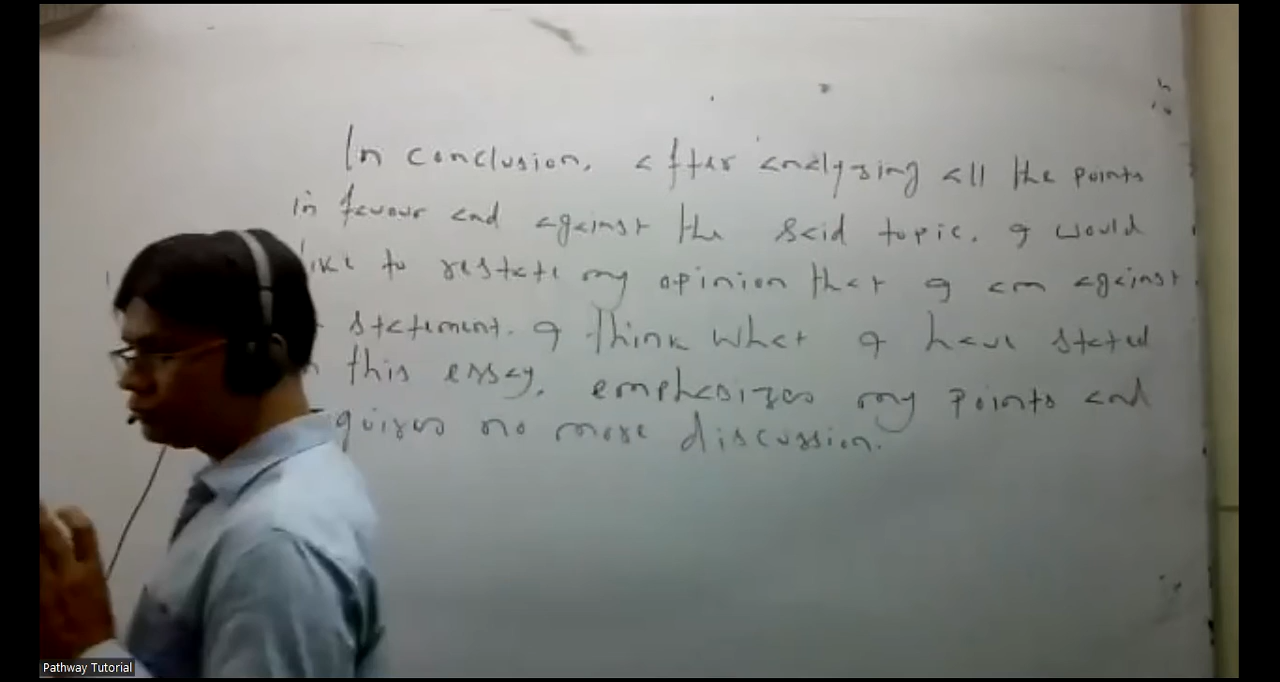 In conclusion, after analysing all the points
in favour and against the said topic, I would
like to restate my opinion that I am against
statement. I think what I have stated
this essay, emphasizes my points and
no more discussion.
Pathway Tutorial